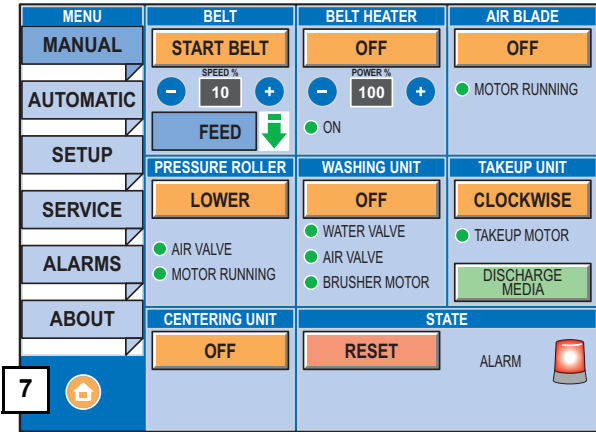 MENU
MANUAL
AUTOMATIC
SETUP
SERVICE
ALARMS
ABOUT
7
BELT
START BELT
SPEED %
- 10 +
FEED
BELT HEATER
OFF
POWER %
- 100 +
ON
AIR BLADE
OFF
MOTOR RUNNING
PRESSURE ROLLER
LOWER
AIR VALVE
MOTOR RUNNING
WASHING UNIT
OFF
WATER VALVE
AIR VALVE
BRUSHER MOTOR
TAKEUP UNIT
CLOCKWISE
TAKEUP MOTOR
DISCHARGE
MEDIA
CENTERING UNIT
OFF
STATE
RESET
ALARM